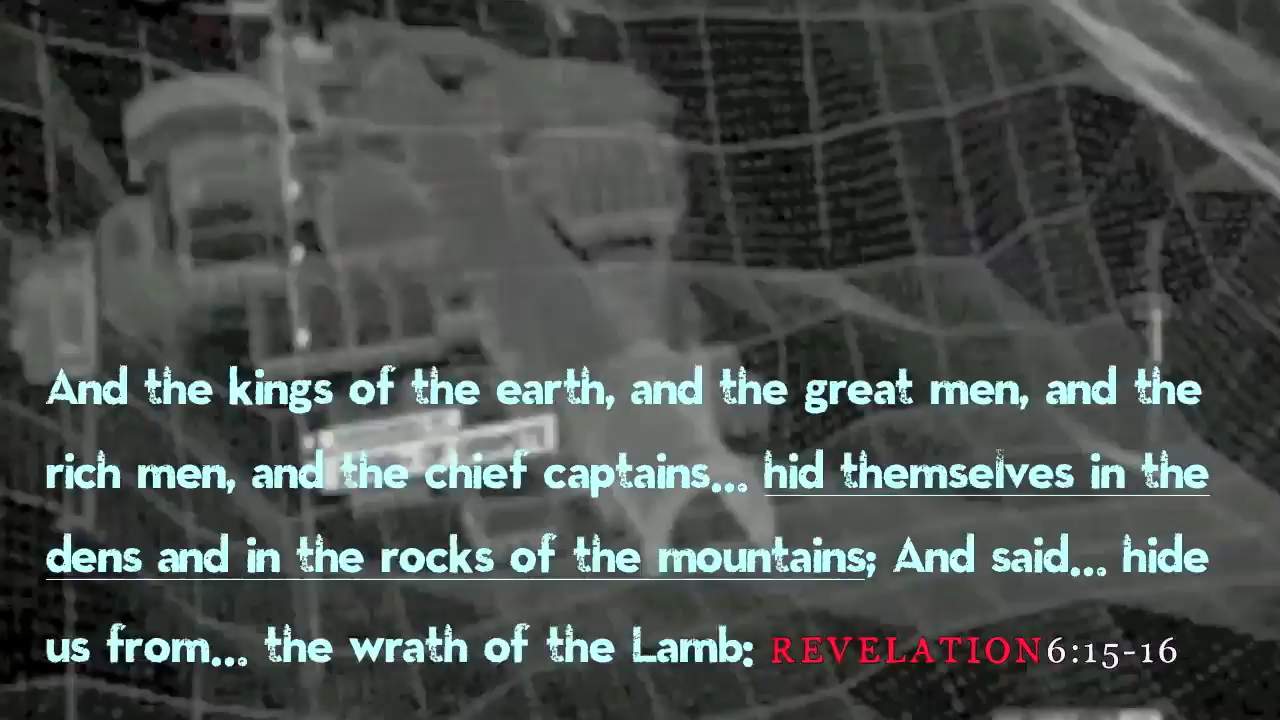 And the kings of the earth, and the great men, and the
rich men, and the chief captains... hid themselves in the
dens and in the rocks of the mountains; And said... hide
us from... the wrath of the Lamb: REVELATION6:15-16